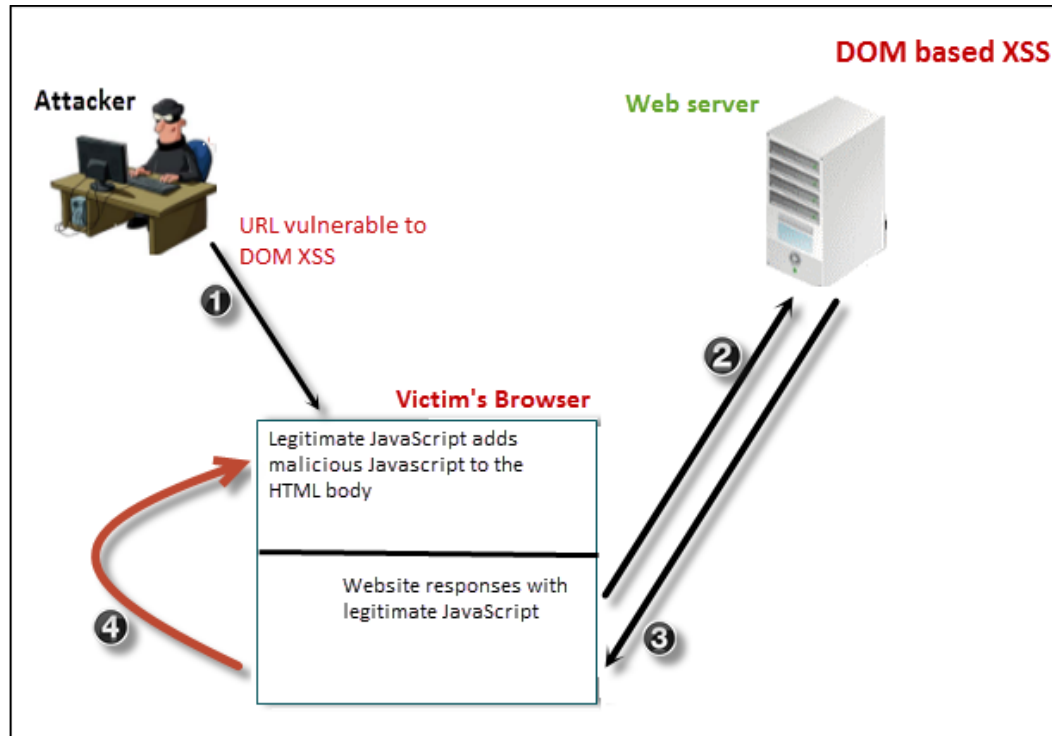 DOM based XSS
Attacker
Web server
URL vulnerable to
DOM XSS
1
2
Victim's Browser
Legitimate JavaScript adds
malicious Javascript to the
HTML body
Website responses with
legitimate JavaScript
4
3